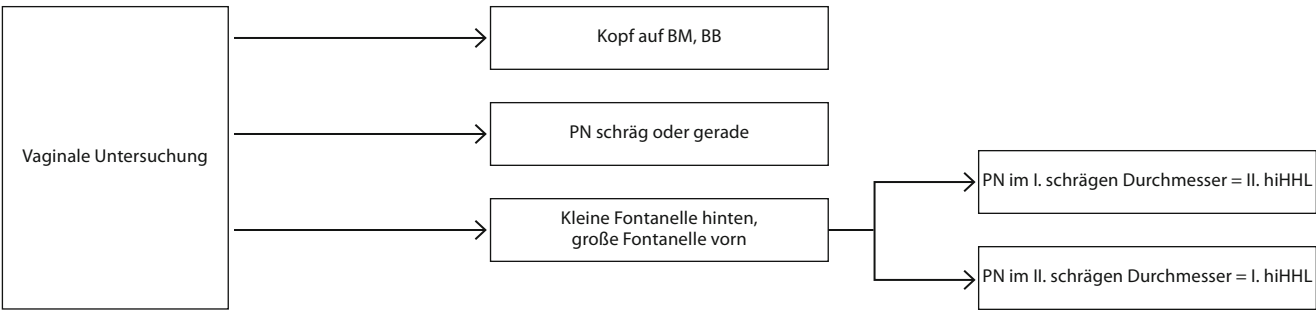 Vaginale Untersuchung
Kopf auf BM, BB
PN schräg oder gerade
Kleine Fontanelle hinten,
große Fontanelle vorn
PN im I. schrägen Durchmesser = II. hiHHL
PN im II. schrägen Durchmesser = I. hiHHL